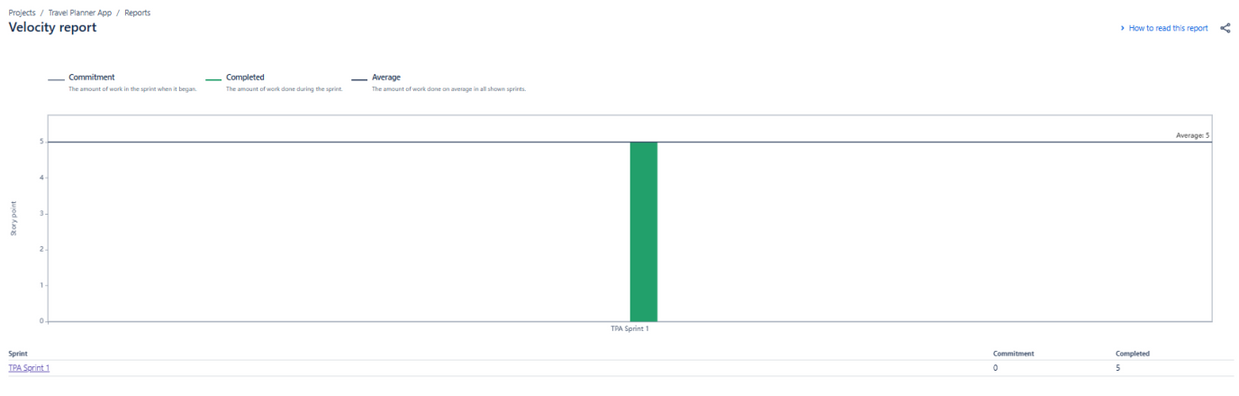 Projects / Travel Planner App / Reports
Velocity report
How to read this report
Commitment
The amount of work in the sprint when it began.
Completed
The amount of work done during the sprint.
Average
The amount of work done on average in all shown sprints.
Average: 5
5
4
3
2
1
0
Story point
TPA Sprint 1
Sprint Commitment Completed
TPA Sprint 1 0 5